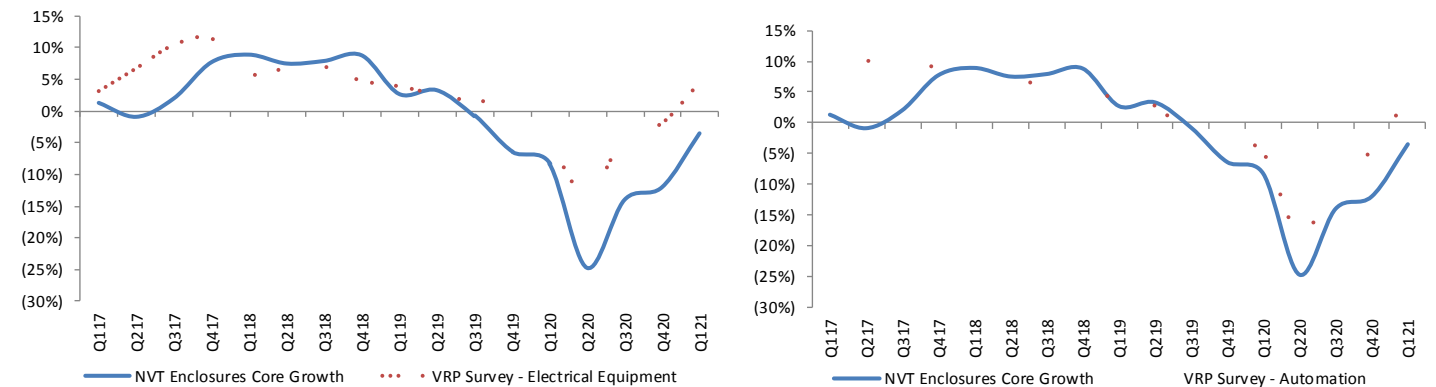 15%
10%
5%
0%
(5%)
(10%)
(15%)
(20%)
(25%)
(30%)
Q117
Q217
Q317
Q417
Q118
Q218
Q318
Q418
Q119
Q219
Q319
Q419
Q120
Q220
Q320
Q420
Q121
NVT Enclosures Core Growth
VRP Survey - Electrical Equipment
15%
10%
5%
0%
(5%)
(10%)
(15%)
(20%)
(25%)
(30%)
Q117
Q217
Q317
Q417
Q118
Q218
Q318
Q418
Q119
Q219
Q319
Q419
Q120
Q220
Q320
Q420
Q121
NVT Enclosures Core Growth
VRP Survey - Automation